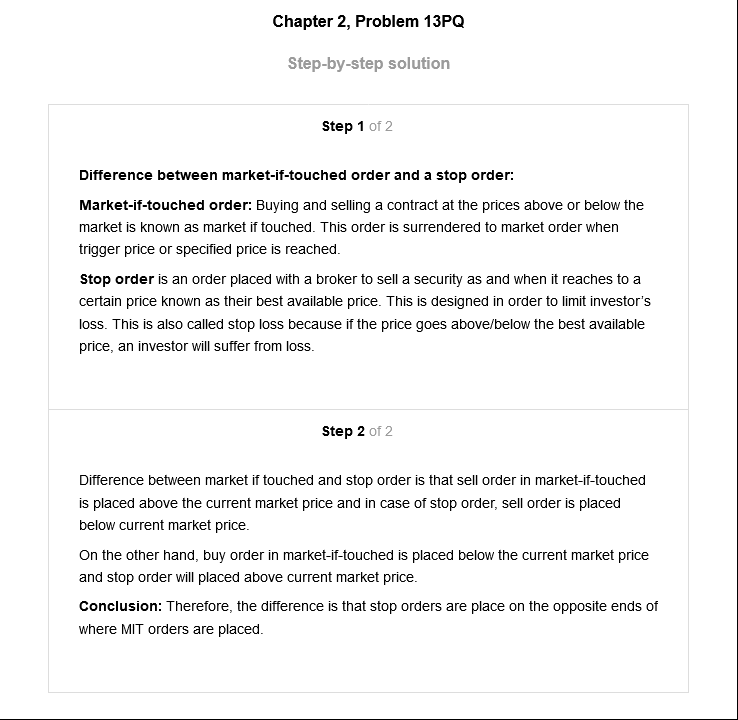 Chapter 2, Problem 13PQ
Step-by-step solution
Step 1 of 2
Difference between market-if-touched order and a stop order:
Market-if-touched order: Buying and selling a contract at the prices above or below the
market is known as market if touched. This order is surrendered to market order when
trigger price or specified price is reached.
Stop order is an order placed with a broker to sell a security as and when it reaches to a
certain price known as their best available price. This is designed in order to limit investor’s
loss. This is also called stop loss because if the price goes above/below the best available
price, an investor will suffer from loss.
Step 2 of 2
Difference between market if touched and stop order is that sell order in market-if-touched
is placed above the current market price and in case of stop order, sell order is placed
below current market price.
On the other hand, buy order in market-if-touched is placed below the current market price
and stop order will placed above current market price.
Conclusion: Therefore, the difference is that stop orders are place on the opposite ends of
where MIT orders are placed.